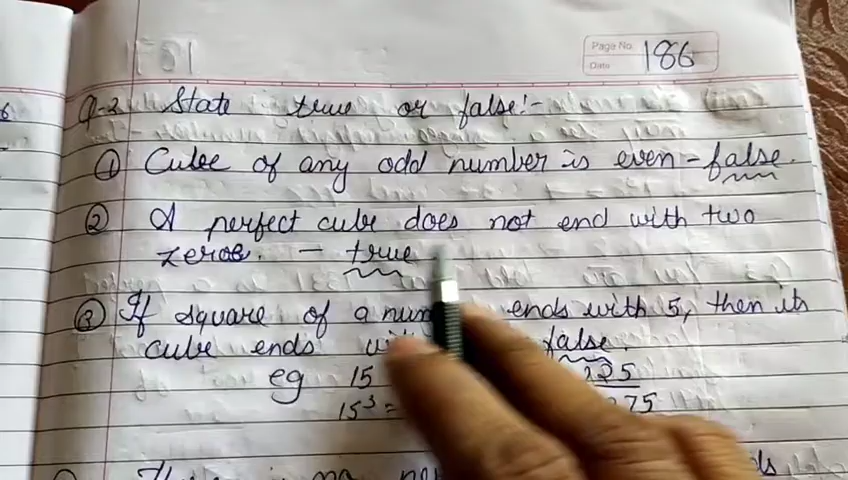 Page No. 186
Date
Q-2 State true or false:-
① Cube of any odd number is even - false.
② A perfect cube does not end with two
zeros. - true
③ If square of a num ends with 5, then its
cube ends false.
eg 15 225
15³ = 75